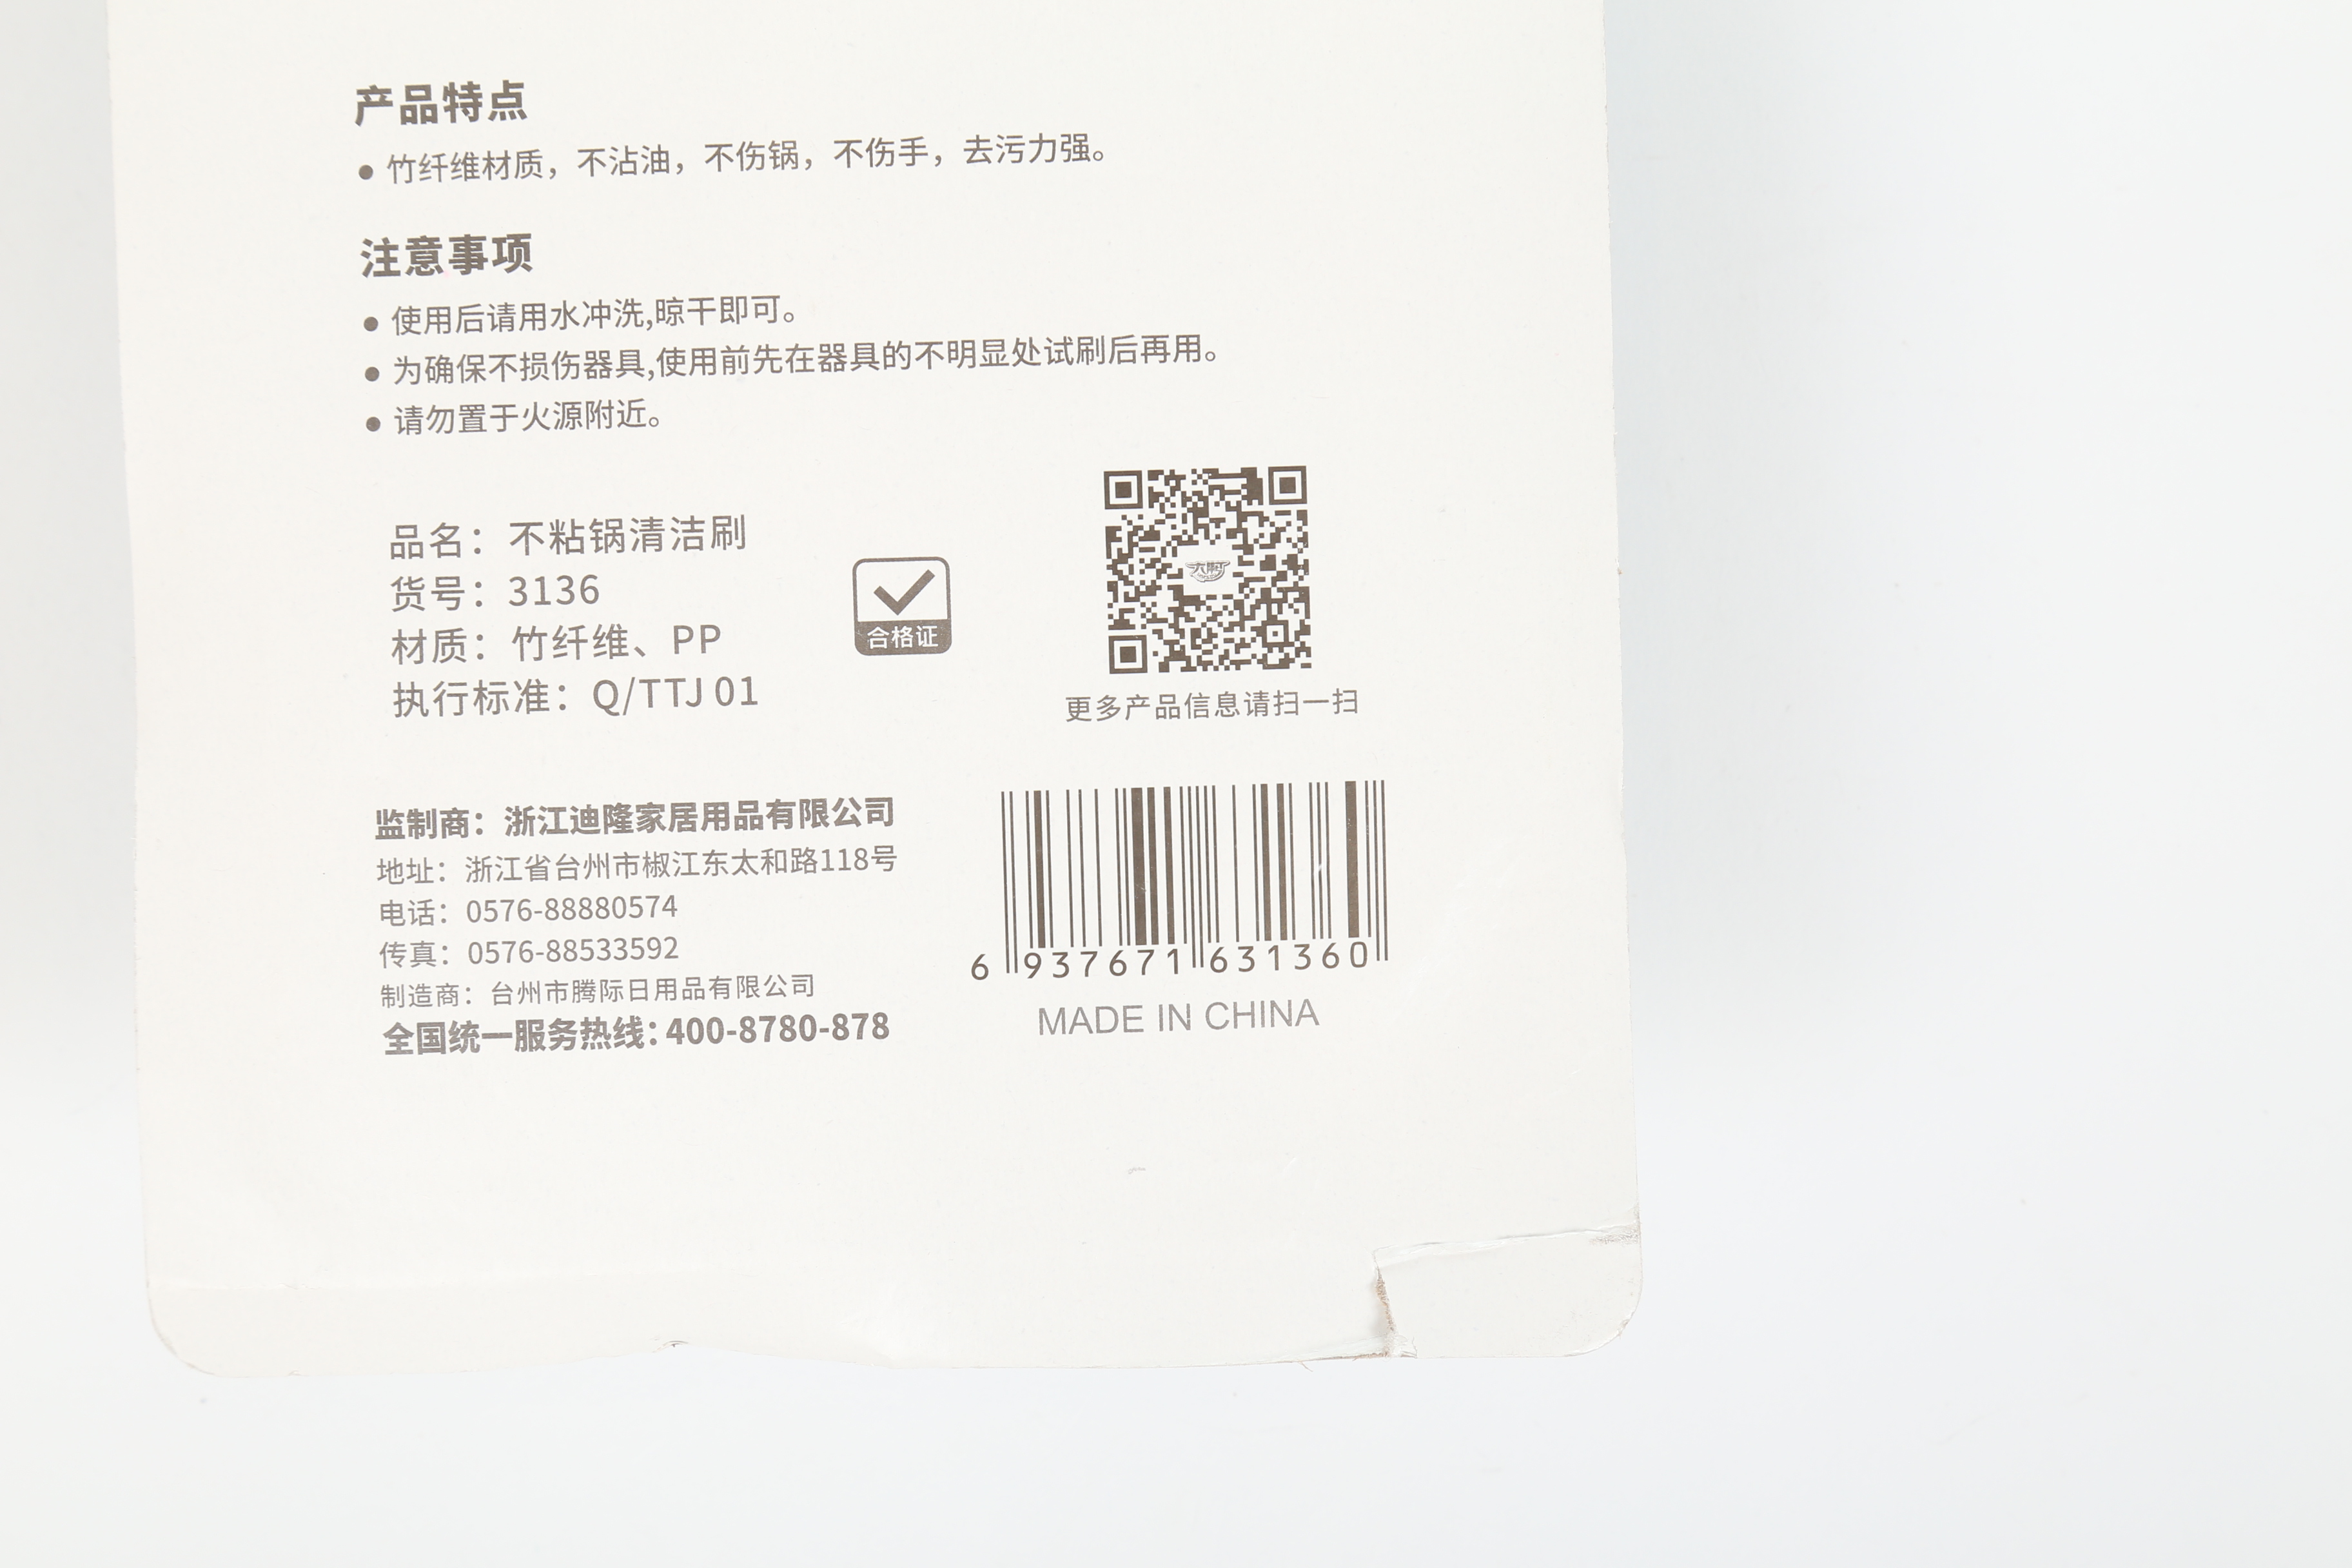 产品特点
● 竹纤维材质，不沾油，不伤锅，不伤手，去污力强。
注意事项
● 使用后请用水冲洗,晾干即可。
● 为确保不损伤器具,使用前先在器具的不明显处试刷后再用。
● 请勿置于火源附近。
品名：不粘锅清洁刷
货号：3136
材质：竹纤维、PP
执行标准：Q/TTJ 01
合格证
更多产品信息请扫一扫
监制商：浙江迪隆家居用品有限公司
地址：浙江省台州市椒江东太和路118号
电话：0576-88880574
传真：0576-88533592
制造商：台州市腾际日用品有限公司
全国统一服务热线：400-8780-878
6 937671 631360
MADE IN CHINA